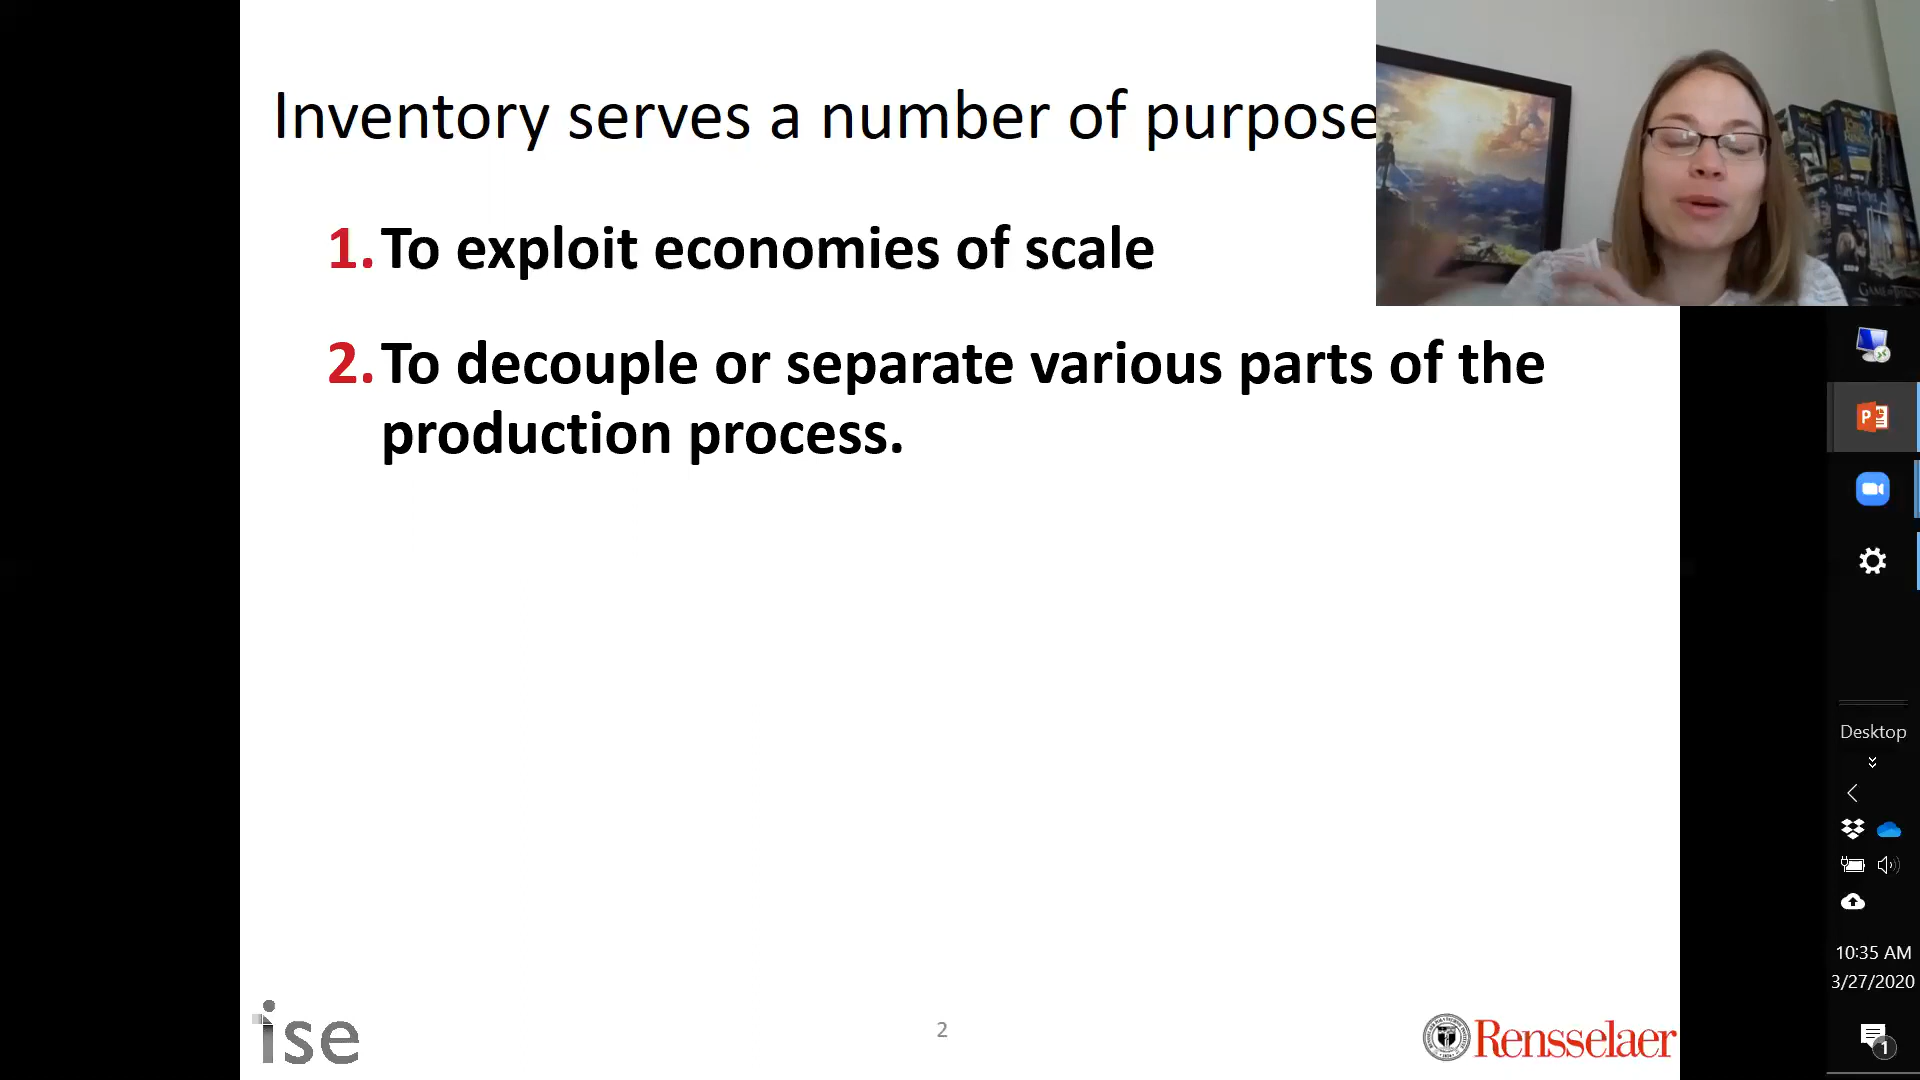 Inventory serves a number of purpose
1. To exploit economies of scale
2. To decouple or separate various parts of the
production process.
Desktop
10:35 AM
3/27/2020
1
ise
2
Rensselaer